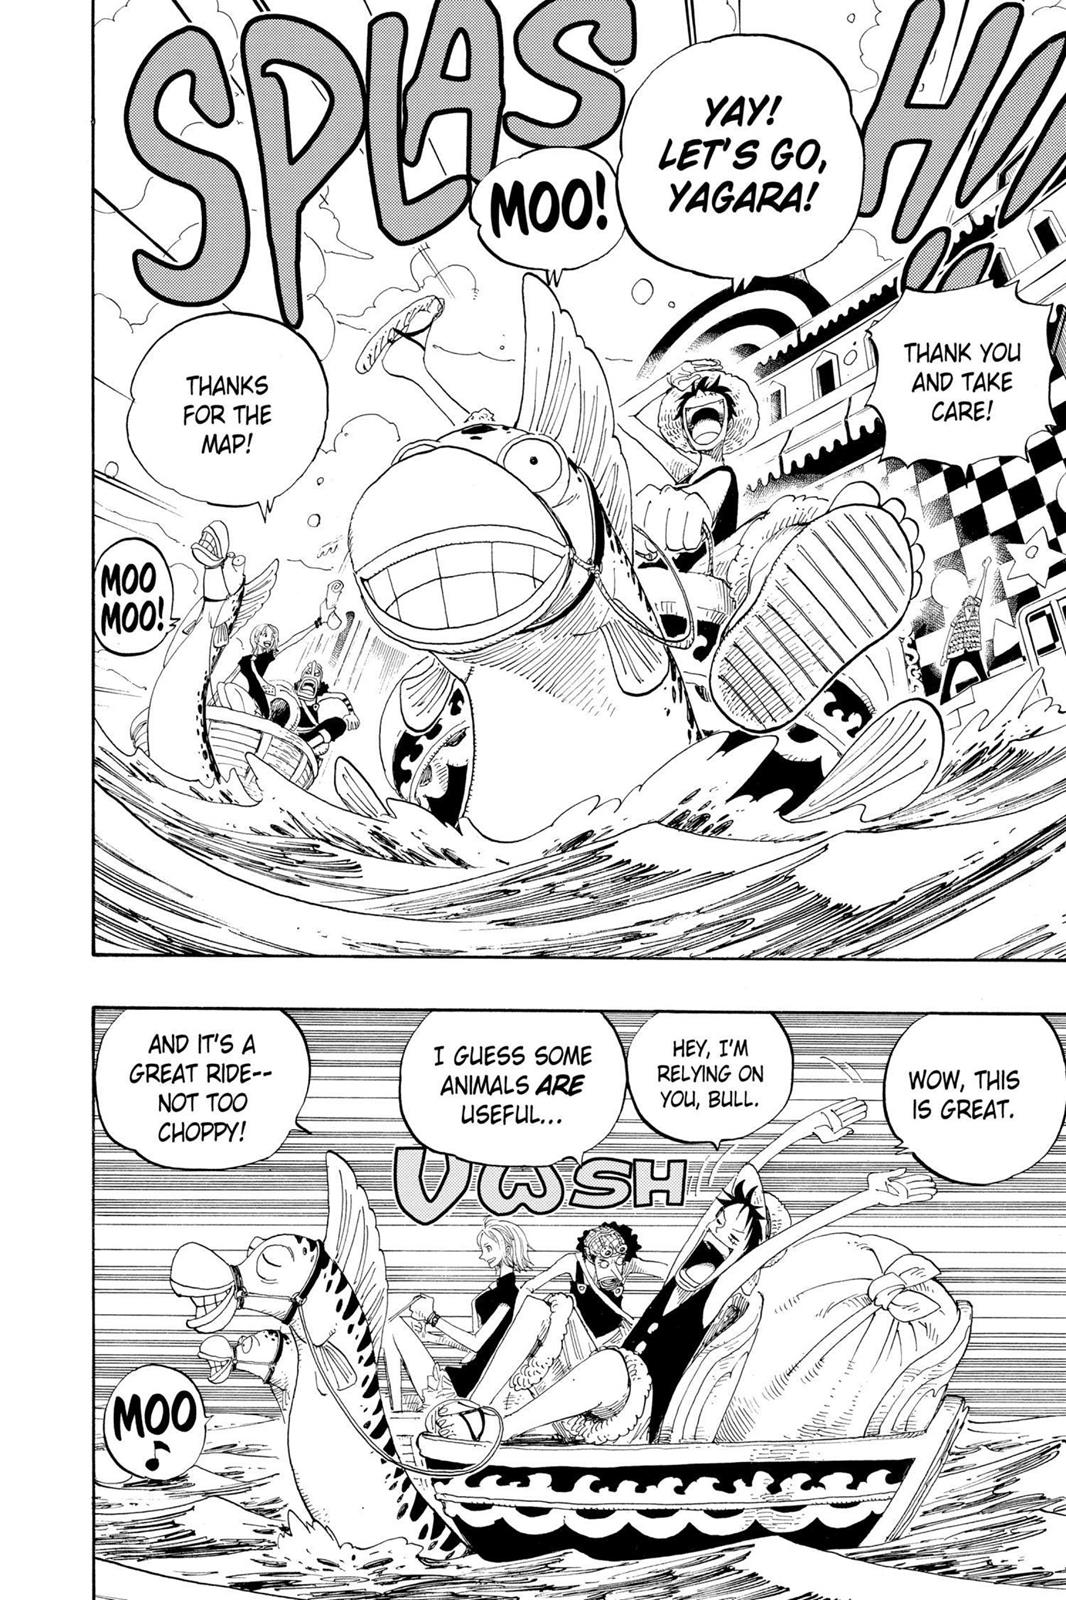 SPLASHHH
YAY!
LET'S GO,
YAGARA!
MOO!
THANK YOU
AND TAKE
CARE!
THANKS
FOR THE
MAP!
MOO
MOO!
WOW, THIS
IS GREAT.
HEY, I'M
RELYING ON
YOU, BULL.
I GUESS SOME
ANIMALS ARE
USEFUL...
AND IT'S A
GREAT RIDE--
NOT TOO
CHOPPY!
VWSH
MOO